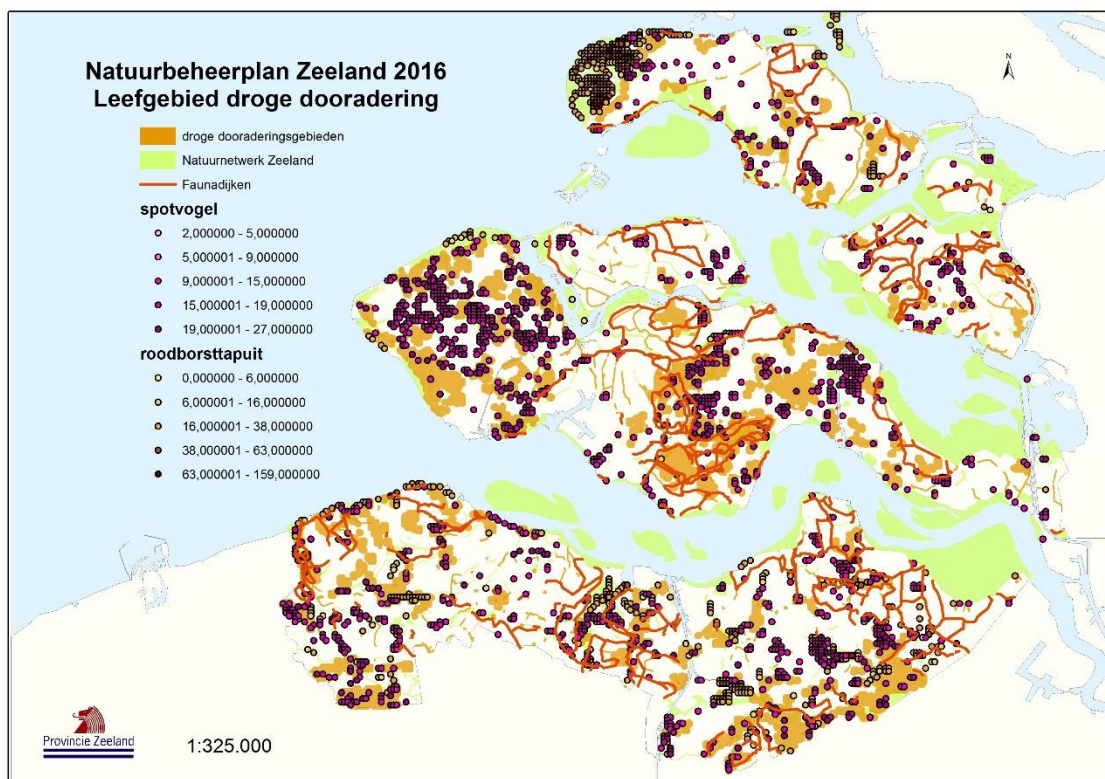 Natuurbeheerplan Zeeland 2016
Leefgebied droge dooradering
N
droge dooraderingsgebieden
Natuurnetwerk Zeeland
Faunadijken
spotvogel
2,000000 - 5,000000
5,000001 - 9,000000
9,000001 - 15,000000
15,000001 - 19,000000
19,000001 - 27,000000
roodborsttapuit
0,000000 - 6,000000
6,000001 - 16,000000
16,000001 - 38,000000
38,000001 - 63,000000
63,000001 - 159,000000
Provincie Zeeland
1:325.000